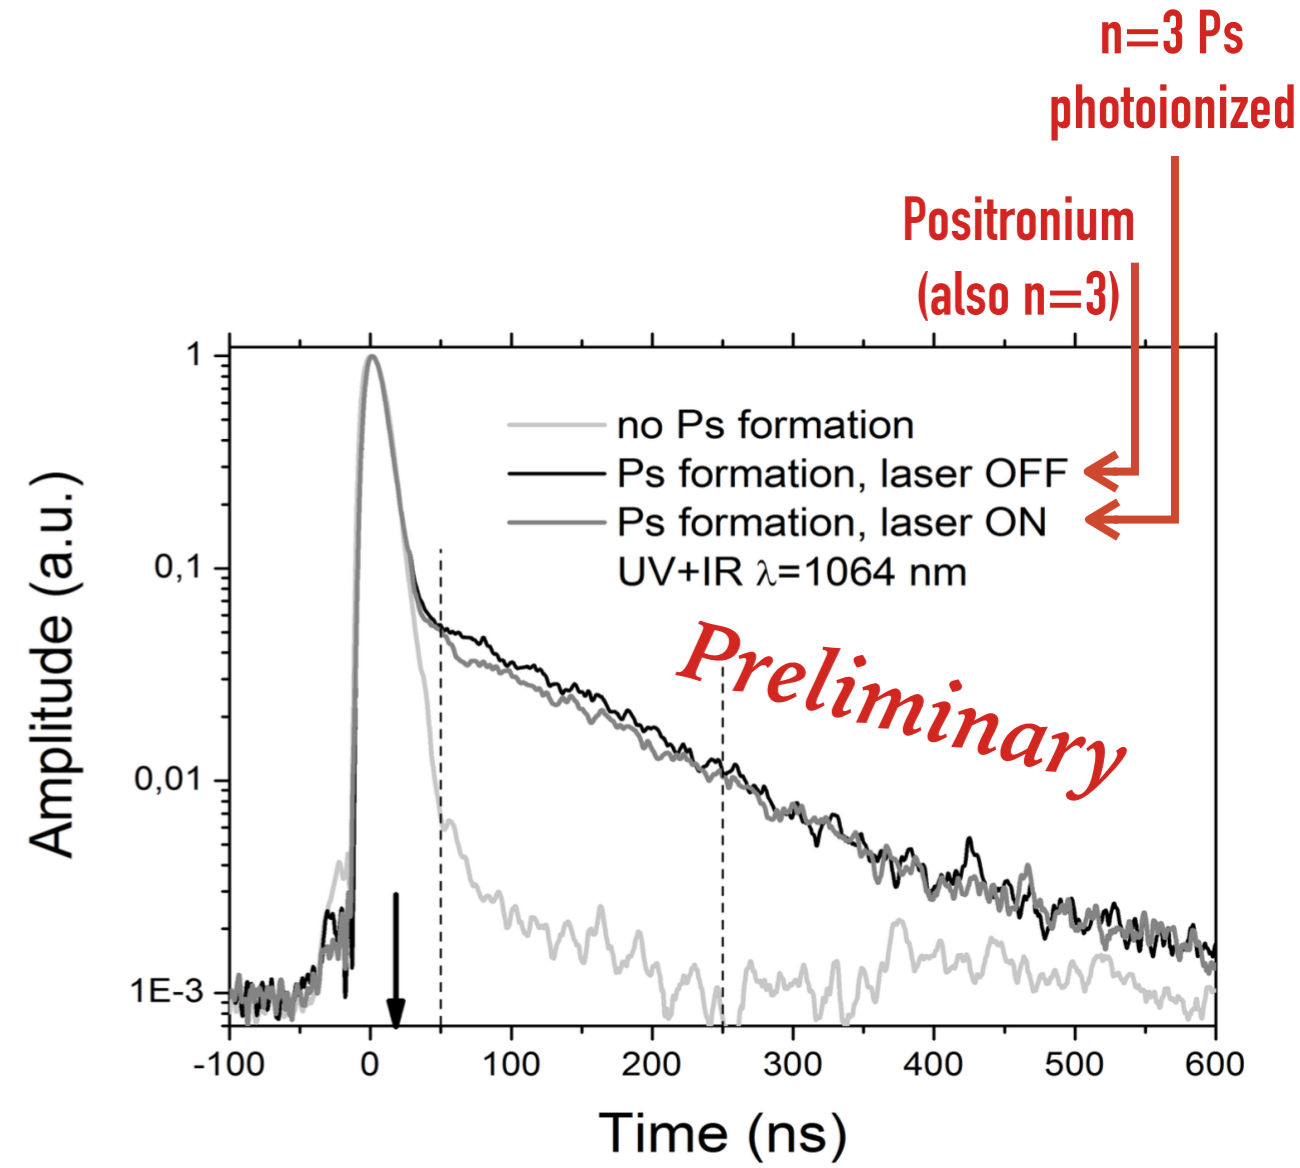 n=3 Ps
photoionized
Positronium
(also n=3)
1
0,1
0,01
1E-3
no Ps formation
Ps formation, laser OFF
Ps formation, laser ON
UV+IR λ=1064 nm
Preliminary
Amplitude (a.u.)
-100 0 100 200 300 400 500 600
Time (ns)